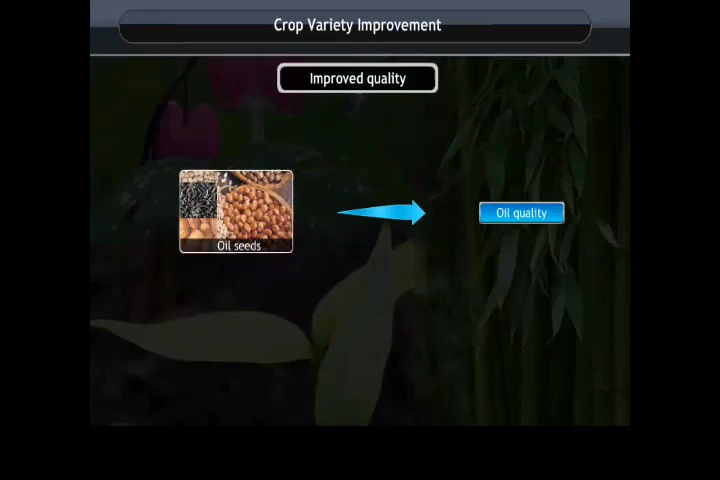 Crop Variety Improvement
Improved quality
Oil seeds
Oil quality